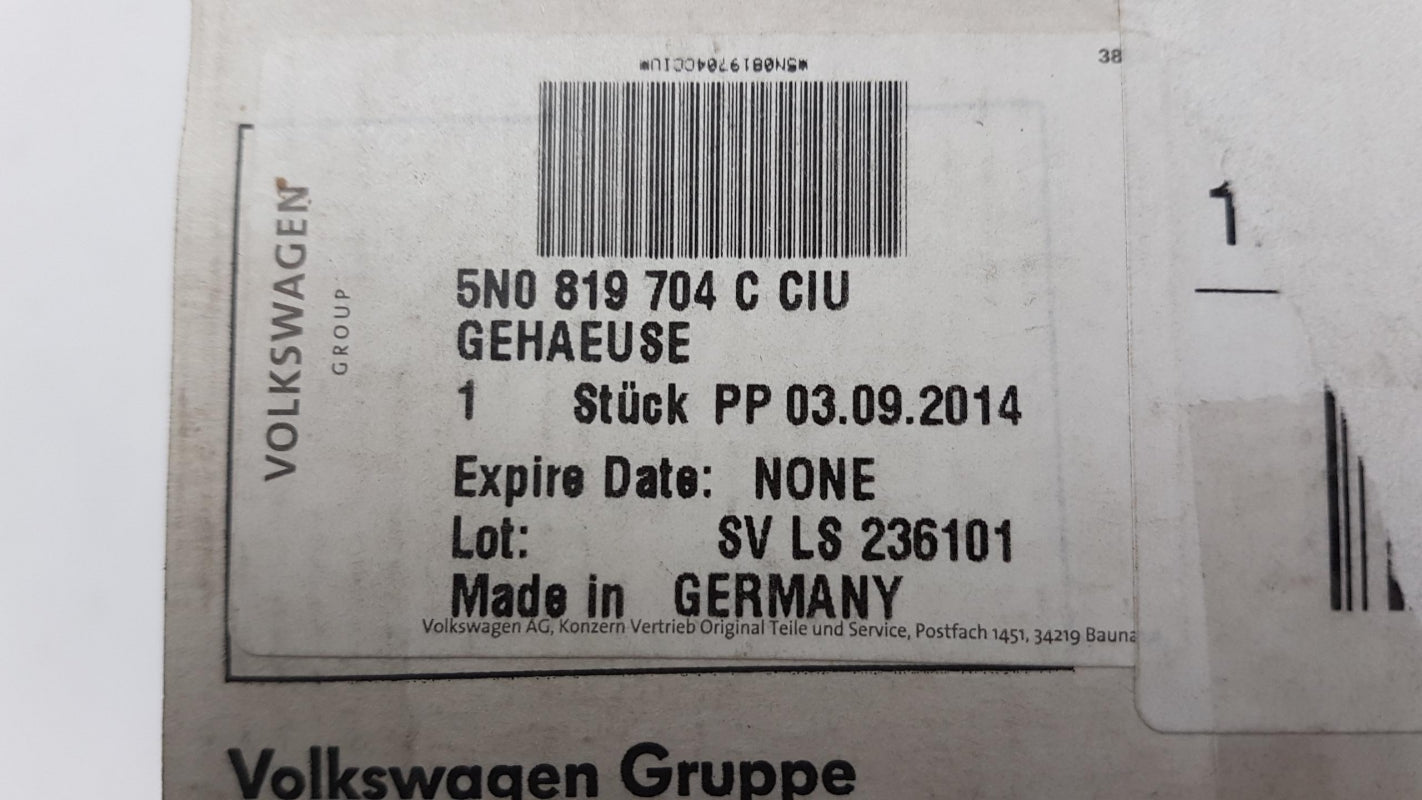 *5N0819704CCIU*
38
VOLKSWAGEN
GROUP
5N0 819 704 C CIU
GEHAEUSE
1 Stück PP 03.09.2014
Expire Date: NONE
Lot: SV LS 236101
Made in GERMANY
Volkswagen AG, Konzern Vertrieb Original Teile und Service, Postfach 1451, 34219 Bauna
1
Volkswagen Gruppe